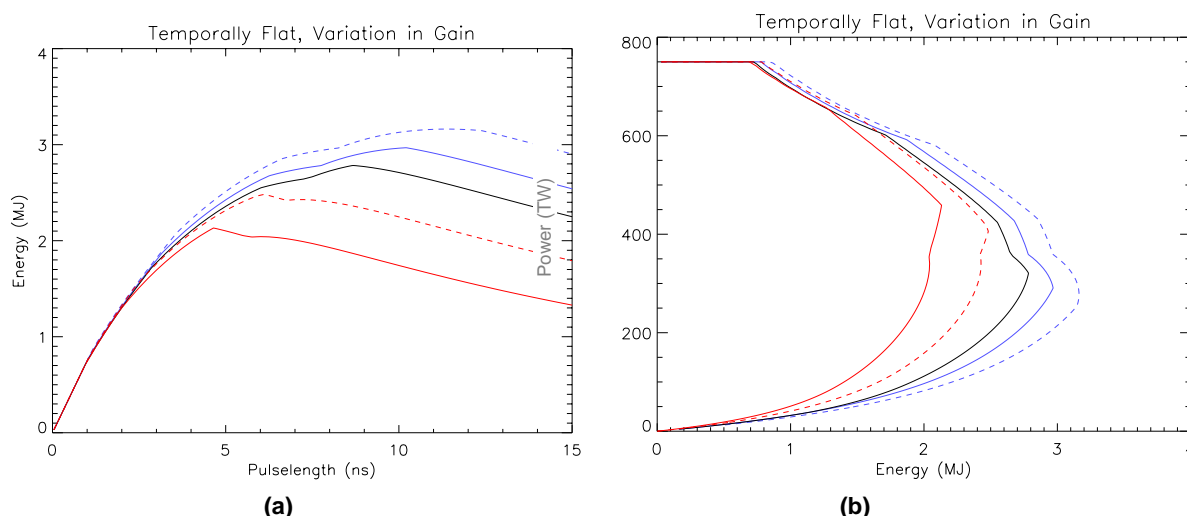 Temporally Flat, Variation in Gain
4
3
2
1
0
Energy (MJ)
0 5 10 15
Pulselength (ns)
(a)
Temporally Flat, Variation in Gain
800
600
400
200
0
Power (TW)
0 1 2 3 4
Energy (MJ)
(b)